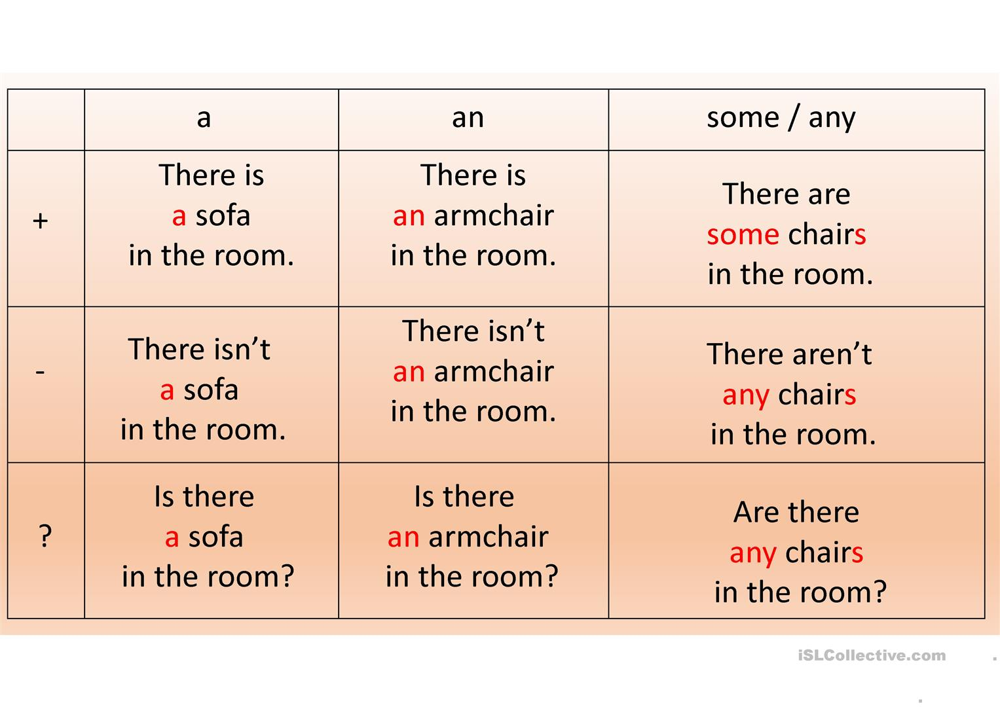 a
an
some / any
+
There is
a sofa
in the room.
There is
an armchair
in the room.
There are
some chairs
in the room.
-
There isn’t
a sofa
in the room.
There isn’t
an armchair
in the room.
There aren’t
any chairs
in the room.
?
Is there
a sofa
in the room?
Is there
an armchair
in the room?
Are there
any chairs
in the room?
iSLCollective.com
.
.